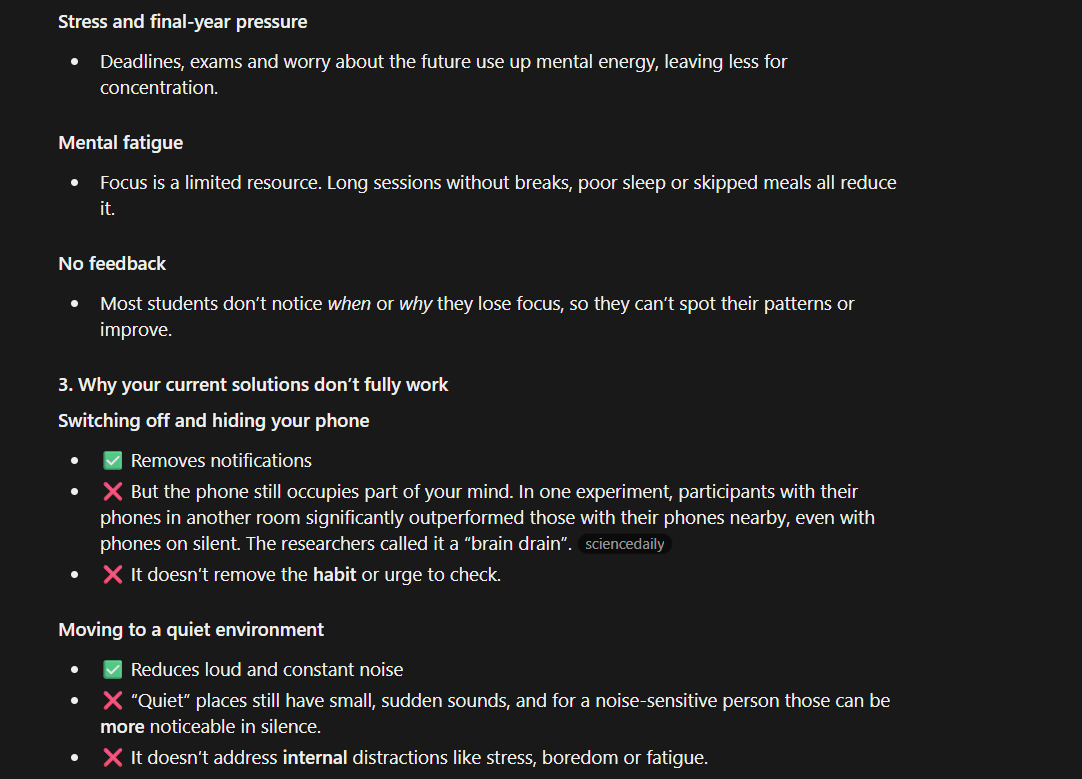 Stress and final-year pressure
• Deadlines, exams and worry about the future use up mental energy, leaving less for
concentration.
Mental fatigue
• Focus is a limited resource. Long sessions without breaks, poor sleep or skipped meals all reduce
it.
No feedback
• Most students don’t notice when or why they lose focus, so they can’t spot their patterns or
improve.
3. Why your current solutions don’t fully work
Switching off and hiding your phone
• ✅ Removes notifications
• ❌ But the phone still occupies part of your mind. In one experiment, participants with their
phones in another room significantly outperformed those with their phones nearby, even with
phones on silent. The researchers called it a “brain drain”. sciencedaily
• ❌ It doesn’t remove the habit or urge to check.
Moving to a quiet environment
• ✅ Reduces loud and constant noise
• ❌ “Quiet” places still have small, sudden sounds, and for a noise-sensitive person those can be
more noticeable in silence.
• ❌ It doesn’t address internal distractions like stress, boredom or fatigue.